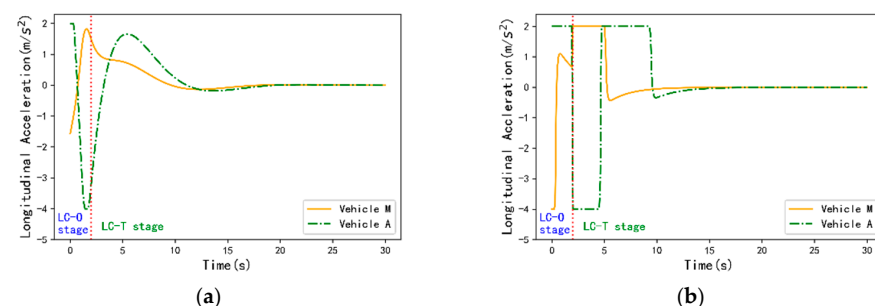 Longitudinal Acceleration(m/s²)
2
1
0
-1
-2
-3
-4
-5
LC-O
stage
LC-T stage
Vehicle M
Vehicle A
0
5
10
15
20
25
30
Time(s)
(a)
Longitudinal Accleration(m/s²)
2
1
0
-1
-2
-3
-4
-5
LC-O
stage
LC-T stage
Vehicle M
Vehicle A
0
5
10
15
20
25
30
Time(s)
(b)